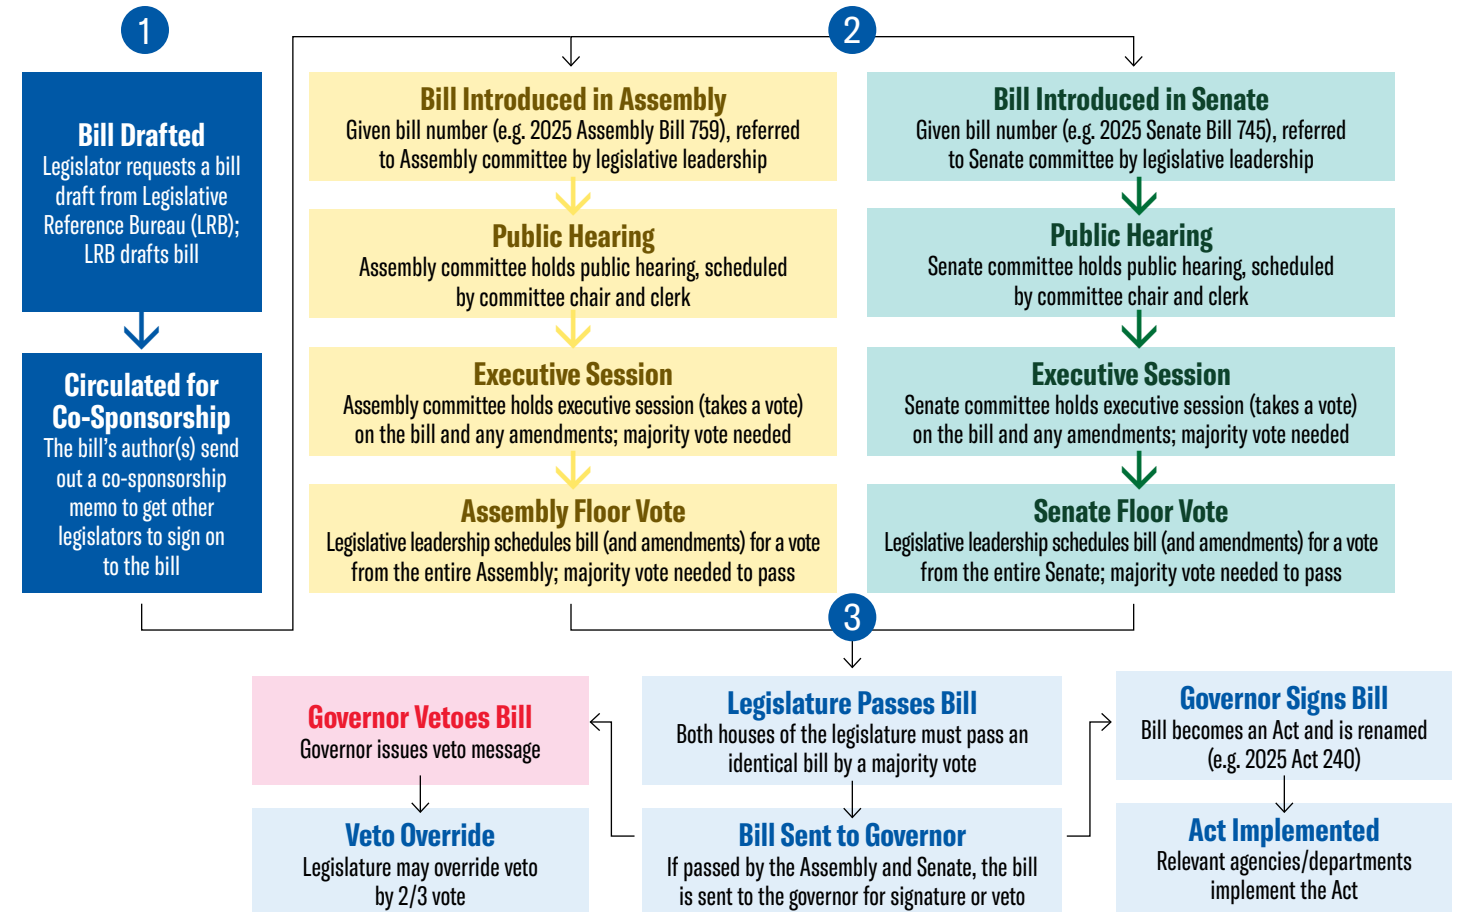 1
Bill Drafted
Legislator requests a bill
draft from Legislative
Reference Bureau (LRB);
LRB drafts bill
Circulated for
Co-Sponsorship
The bill's author(s) send
out a co-sponsorship
memo to get other
legislators to sign on
to the bill
2
Bill Introduced in Assembly
Given bill number (e.g. 2025 Assembly Bill 759), referred
to Assembly committee by legislative leadership
Public Hearing
Assembly committee holds public hearing, scheduled
by committee chair and clerk
Executive Session
Assembly committee holds executive session (takes a vote)
on the bill and any amendments; majority vote needed
Assembly Floor Vote
Legislative leadership schedules bill (and amendments) for a vote
from the entire Assembly; majority vote needed to pass
Bill Introduced in Senate
Given bill number (e.g. 2025 Senate Bill 745), referred
to Senate committee by legislative leadership
Public Hearing
Senate committee holds public hearing, scheduled
by committee chair and clerk
Executive Session
Senate committee holds executive session (takes a vote)
on the bill and any amendments; majority vote needed
Senate Floor Vote
Legislative leadership schedules bill (and amendments) for a vote
from the entire Senate; majority vote needed to pass
3
Legislature Passes Bill
Both houses of the legislature must pass an
identical bill by a majority vote
Bill Sent to Governor
If passed by the Assembly and Senate, the bill
is sent to the governor for signature or veto
Governor Vetoes Bill
Governor issues veto message
Veto Override
Legislature may override veto
by 2/3 vote
Governor Signs Bill
Bill becomes an Act and is renamed
(e.g. 2025 Act 240)
Act Implemented
Relevant agencies/departments
implement the Act